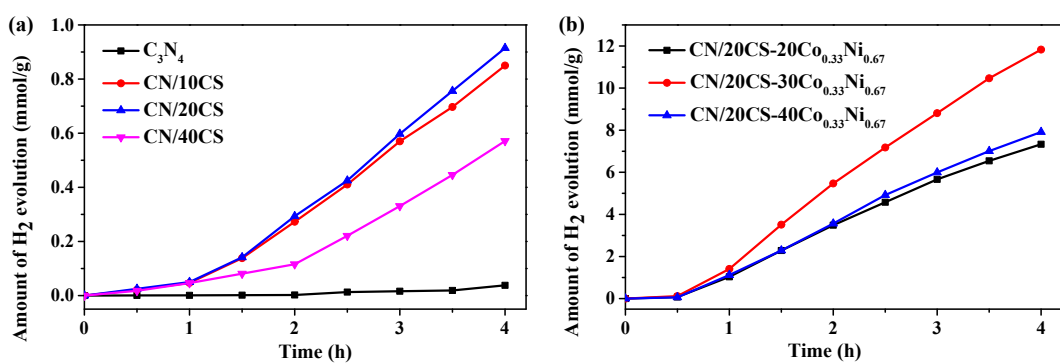 (a)
C₃N₄
CN/10CS
CN/20CS
CN/40CS
Amount of H₂ evolution (mmol/g)
1.0
0.8
0.6
0.4
0.2
0.0
0 1 2 3 4
Time (h)
(b)
CN/20CS-20Co₀.₃₃Ni₀.₆₇
CN/20CS-30Co₀.₃₃Ni₀.₆₇
CN/20CS-40Co₀.₃₃Ni₀.₆₇
Amount of H₂ evolution (mmol/g)
12
10
8
6
4
2
0
0 1 2 3 4
Time (h)